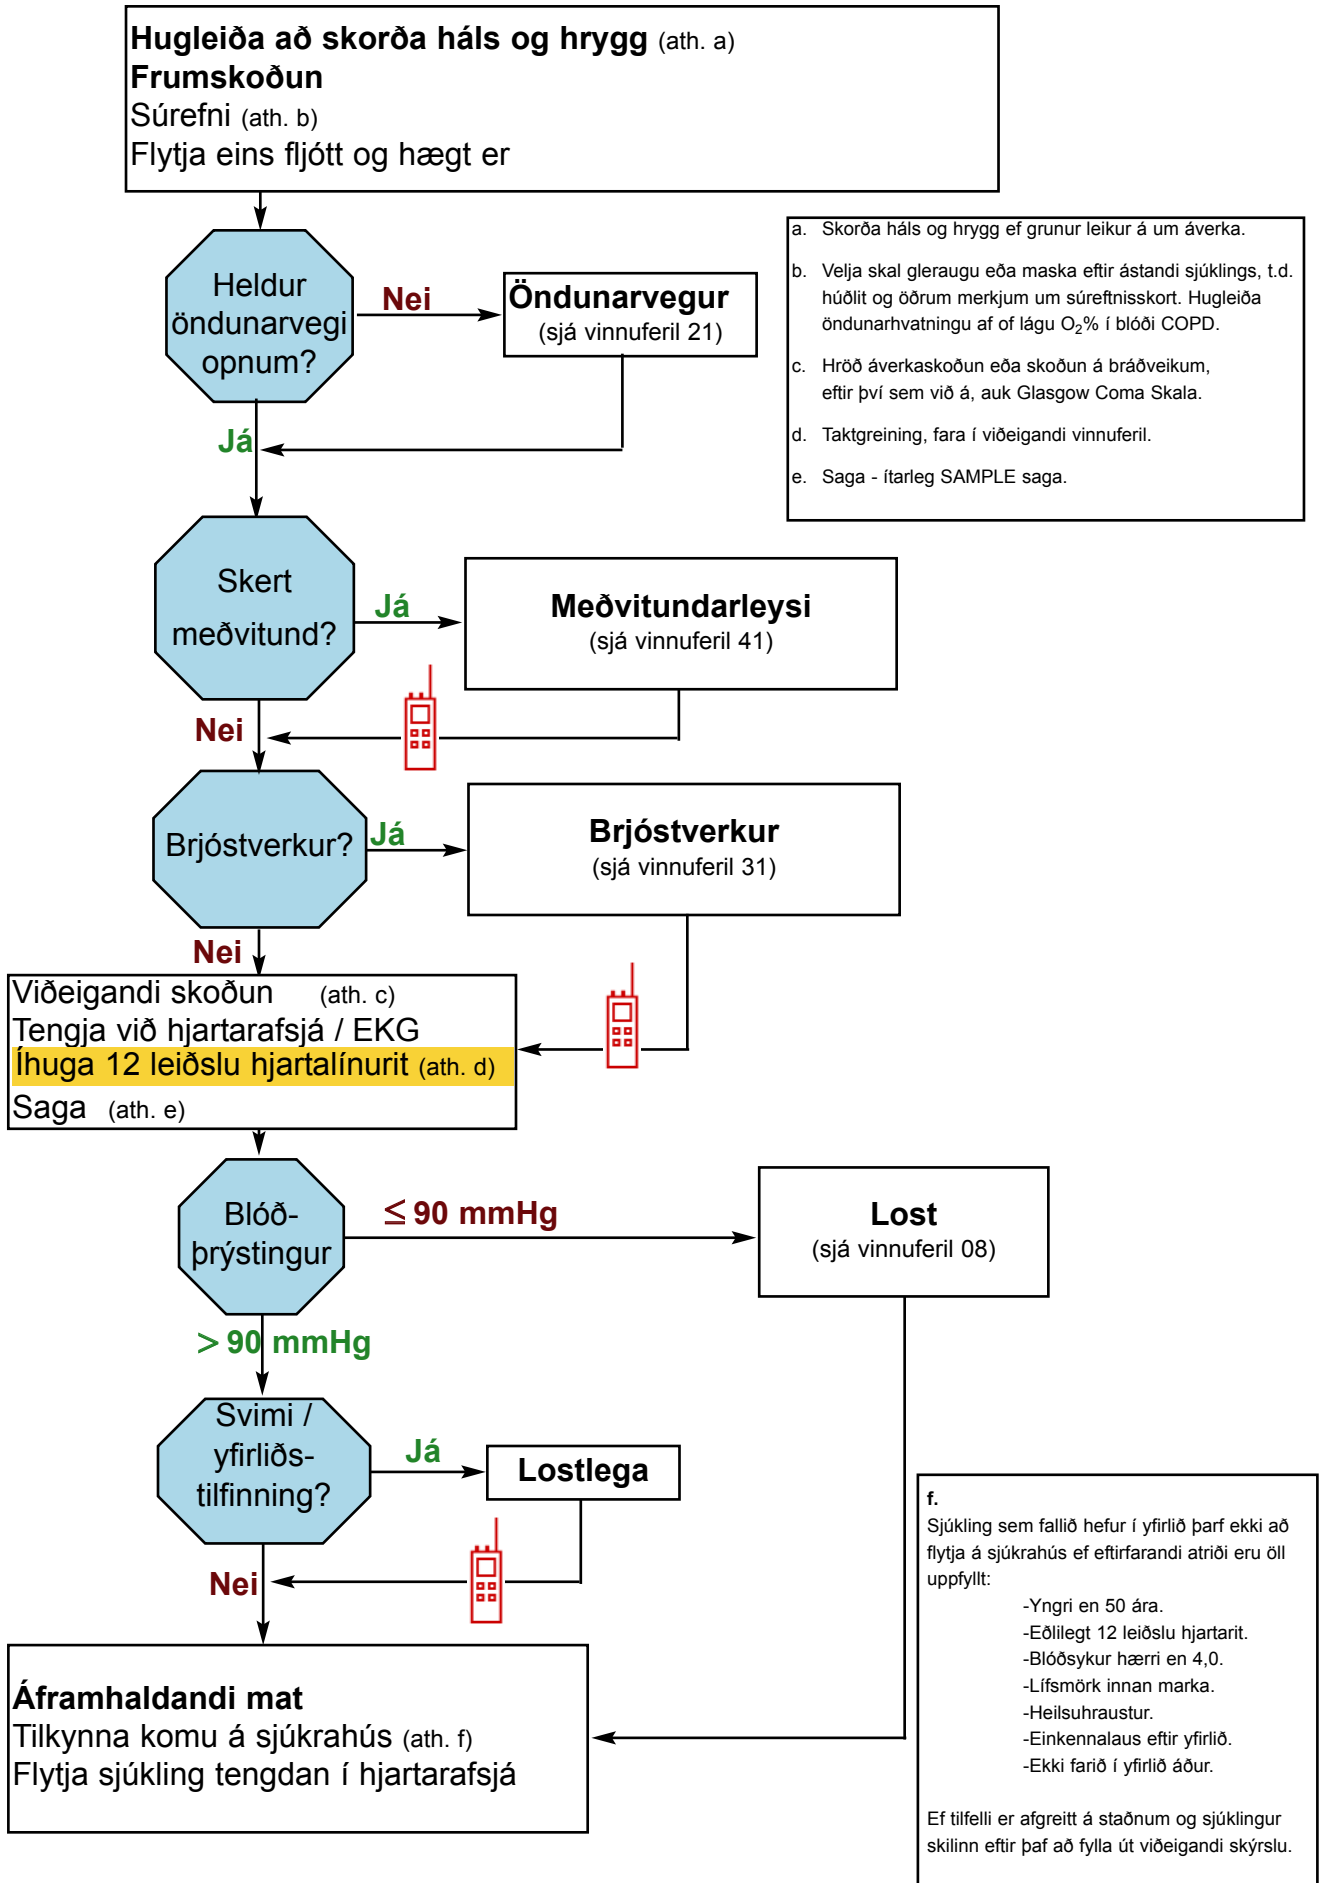 Hugleiða að skorða háls og hrygg (ath. a)
Frumskoðun
Súrefni (ath. b)
Flytja eins fljótt og hægt er
Heldur
öndunarvegi
opnum?
Nei
Öndunarvegur
(sjá vinnuferil 21)
Já
a. Skorða háls og hrygg ef grunur leikur á um áverka.
b. Velja skal gleraugu eða maska eftir ástandi sjúklings, t.d.
húðlit og öðrum merkjum um súreftnisskort. Hugleiða
öndunarhvatningu af of lágu O₂% í blóði COPD.
c. Hröð áverkaskoðun eða skoðun á bráðveikum,
eftir því sem við á, auk Glasgow Coma Skala.
d. Taktgreining, fara í viðeigandi vinnuferil.
e. Saga - ítarleg SAMPLE saga.
Skert
meðvitund?
Já
Meðvitundarleysi
(sjá vinnuferil 41)
Nei
Brjóstverkur?
Já
Brjóstverkur
(sjá vinnuferil 31)
Nei
Viðeigandi skoðun (ath. c)
Tengja við hjartarafsjá / EKG
Íhuga 12 leiðslu hjartalínurit (ath. d)
Saga (ath. e)
Blóð-
þrýstingur
≤ 90 mmHg
Lost
(sjá vinnuferil 08)
> 90 mmHg
Svimi /
yfirliðs-
tilfinning?
Já
Lostlega
Nei
Áframhaldandi mat
Tilkynna komu á sjúkrahús (ath. f)
Flytja sjúkling tengdan í hjartarafsjá
f.
Sjúkling sem fallið hefur í yfirlið þarf ekki að
flytja á sjúkrahús ef eftirfarandi atriði eru öll
uppfyllt:
-Yngri en 50 ára.
-Eðlilegt 12 leiðslu hjartarit.
-Blóðsykur hærri en 4,0.
-Lífsmörk innan marka.
-Heilsuhraustur.
-Einkennalaus eftir yfirlið.
-Ekki farið í yfirlið áður.
Ef tilfelli er afgreitt á staðnum og sjúklingur
skilinn eftir þaf að fylla út viðeigandi skýrslu.